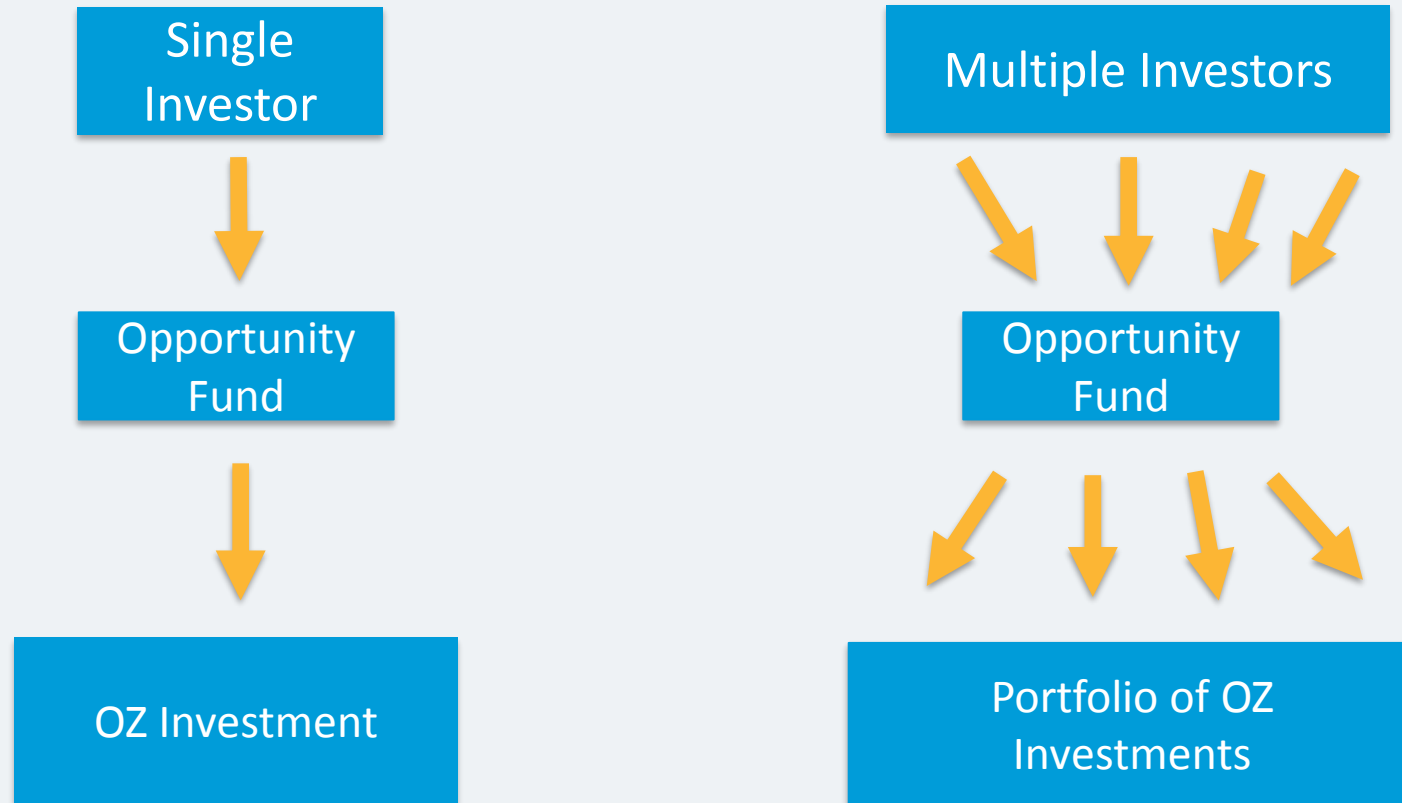 Single
Investor
Multiple Investors
Opportunity
Fund
Opportunity
Fund
OZ Investment
Portfolio of OZ
Investments